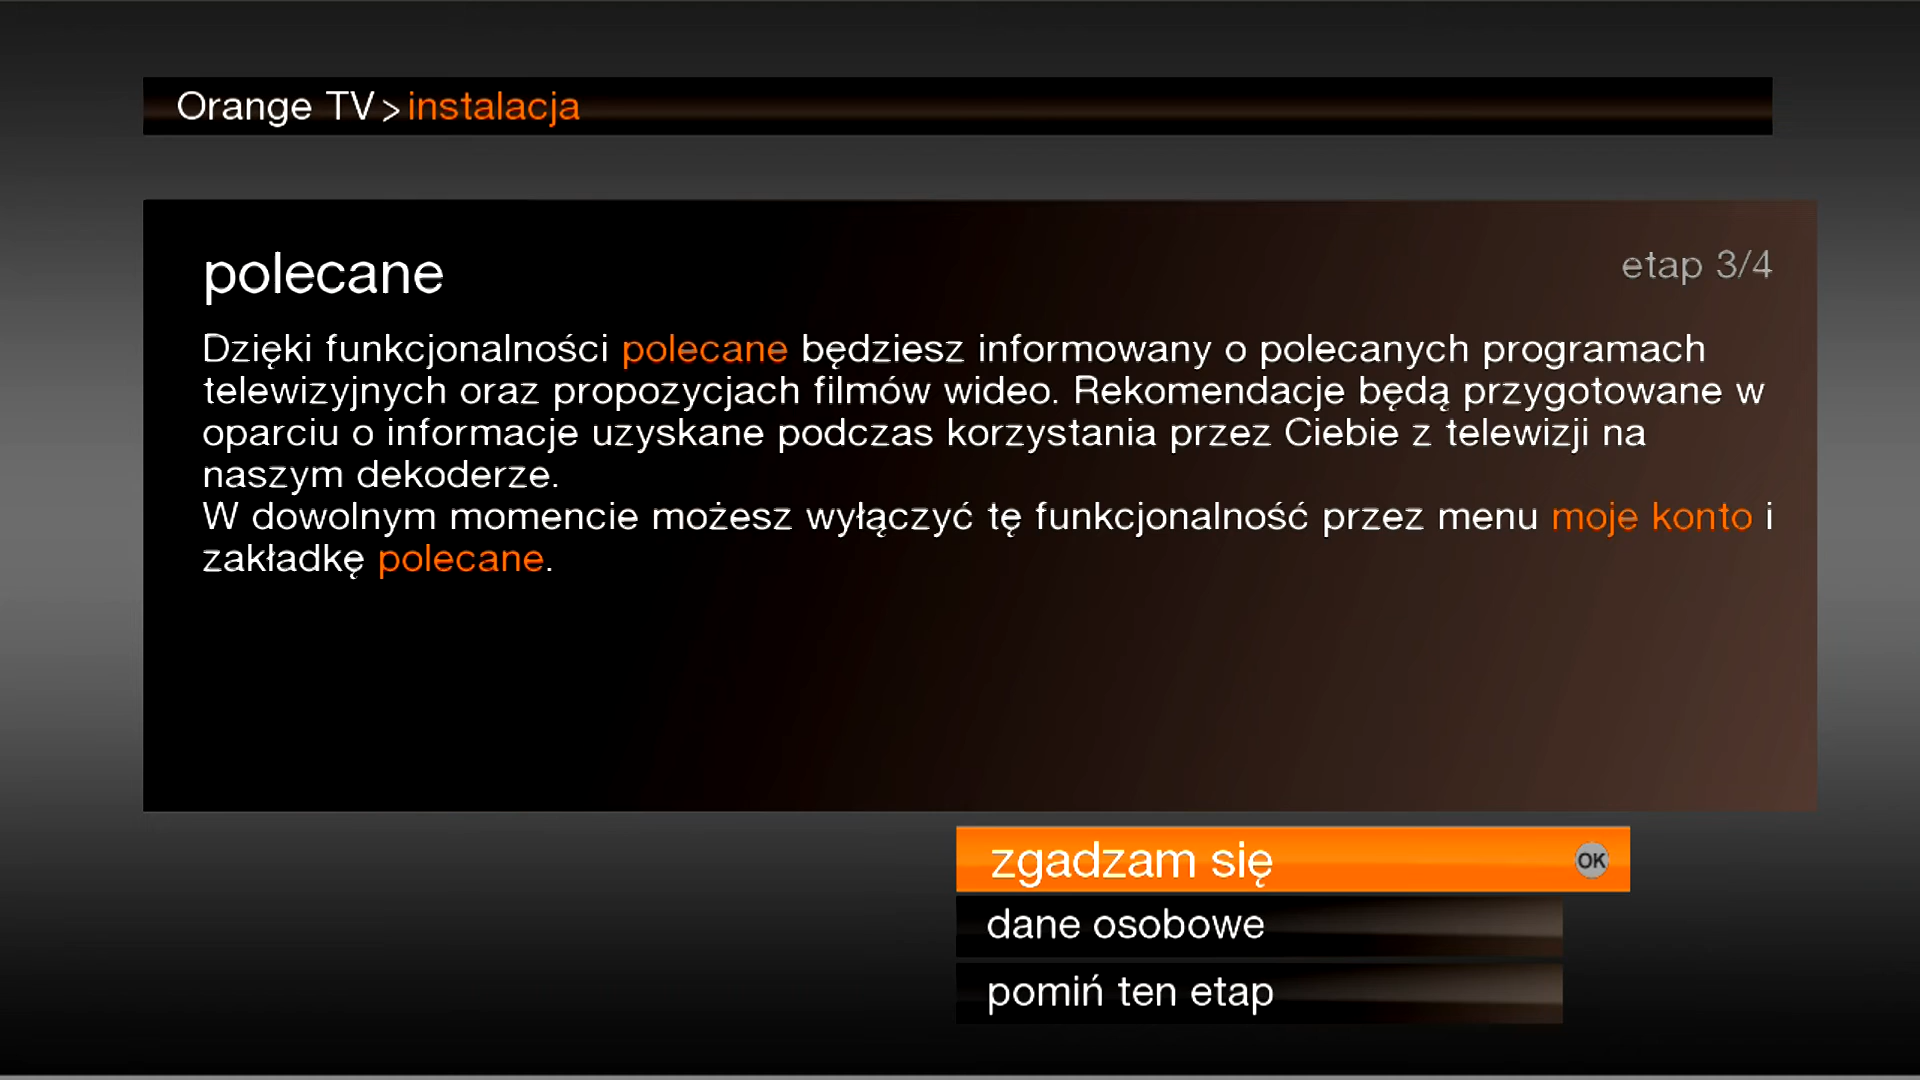 Orange TV > instalacja
polecane
etap 3/4
Dzięki funkcjonalności polecane będziesz informowany o polecanych programach
telewizyjnych oraz propozycjach filmów wideo. Rekomendacje będą przygotowane w
oparciu o informacje uzyskane podczas korzystania przez Ciebie z telewizji na
naszym dekoderze.
W dowolnym momencie możesz wyłączyć tę funkcjonalność przez menu moje konto i
zakładkę polecane.
zgadzam się OK
dane osobowe
pomiń ten etap